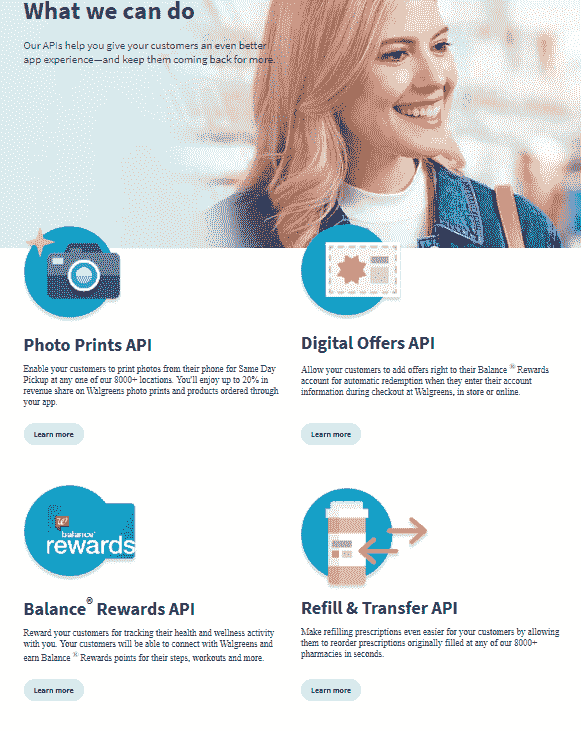 What we can do
Our APIs help you give your customers an even better
app experience—and keep them coming back for more.
Photo Prints API
Enable your customers to print photos from their phone for Same Day
Pickup at any one of our 8000+ locations. You'll enjoy up to 20% in
revenue share on Walgreens photo prints and products ordered through
your app.
Learn more
Digital Offers API
Allow your customers to add offers right to their Balance ® Rewards
account for automatic redemption when they enter their account
information during checkout at Walgreens, in store or online.
Learn more
W
balance®
rewards
Balance® Rewards API
Reward your customers for tracking their health and wellness activity
with you. Your customers will be able to connect with Walgreens and
earn Balance ® Rewards points for their steps, workouts and more.
Learn more
Refill & Transfer API
Make refilling prescriptions even easier for your customers by allowing
them to reorder prescriptions originally filled at any of our 8000+
pharmacies in seconds.
Learn more